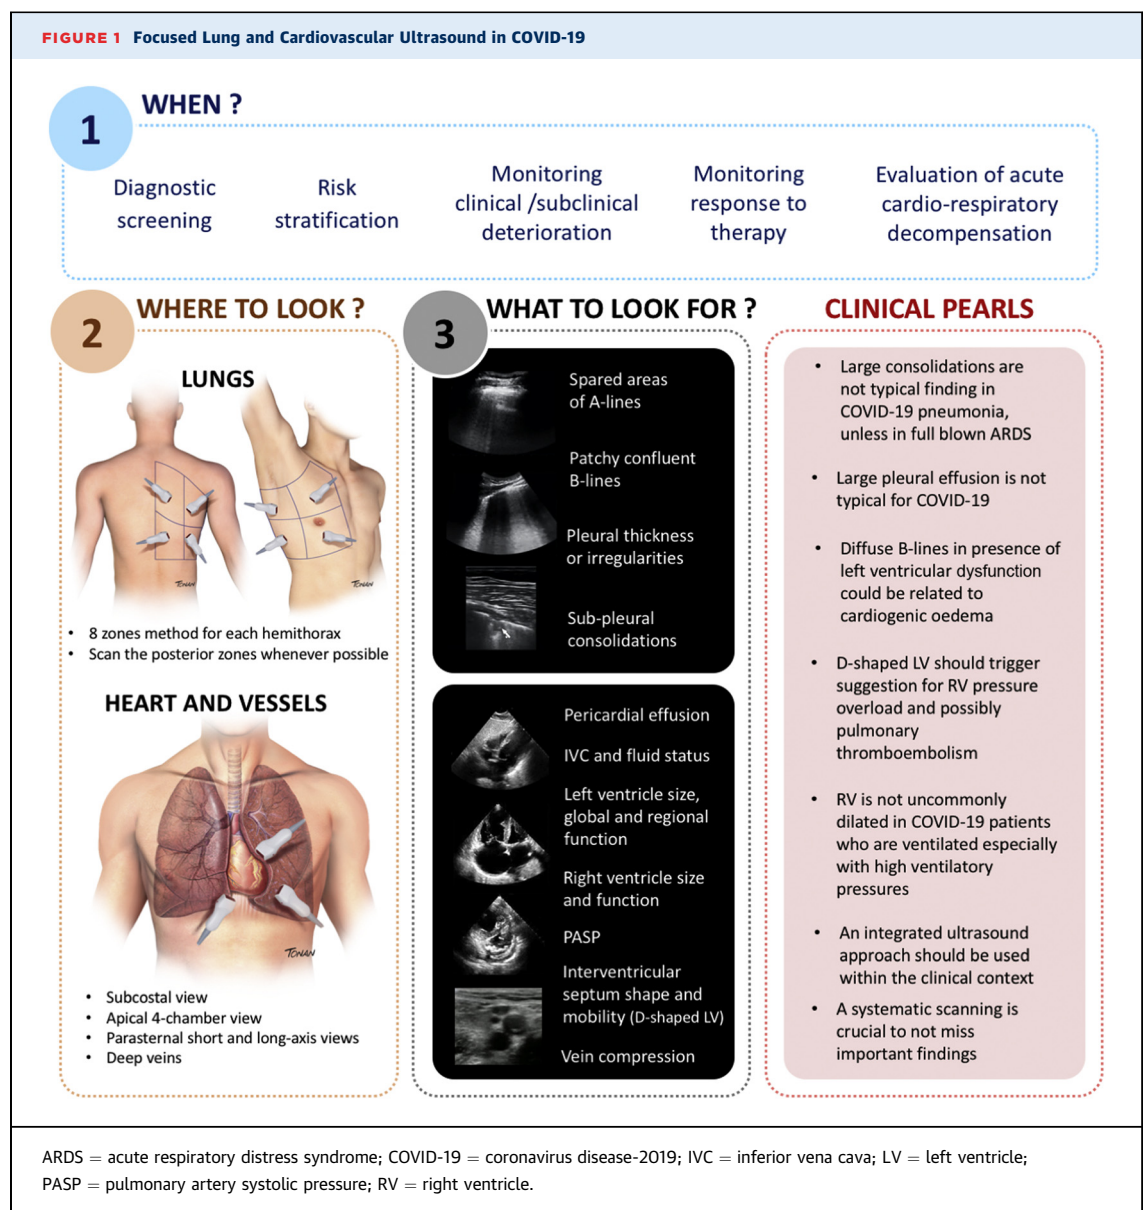 FIGURE 1 Focused Lung and Cardiovascular Ultrasound in COVID-19
1
WHEN ?
Diagnostic
screening
Risk
stratification
Monitoring
clinical /subclinical
deterioration
Monitoring
response to
therapy
Evaluation of acute
cardio-respiratory
decompensation
2
WHERE TO LOOK ?
LUNGS
TONAN
TONAN
• 8 zones method for each hemithorax
• Scan the posterior zones whenever possible
HEART AND VESSELS
TONAN
• Subcostal view
• Apical 4-chamber view
• Parasternal short and long-axis views
• Deep veins
3
WHAT TO LOOK FOR ?
Spared areas
of A-lines
Patchy confluent
B-lines
Pleural thickness
or irregularities
Sub-pleural
consolidations
Pericardial effusion
IVC and fluid status
Left ventricle size,
global and regional
function
Right ventricle size
and function
PASP
Interventricular
septum shape and
mobility (D-shaped LV)
Vein compression
CLINICAL PEARLS
• Large consolidations are
not typical finding in
COVID-19 pneumonia,
unless in full blown ARDS
• Large pleural effusion is not
typical for COVID-19
• Diffuse B-lines in presence of
left ventricular dysfunction
could be related to
cardiogenic oedema
• D-shaped LV should trigger
suggestion for RV pressure
overload and possibly
pulmonary
thromboembolism
• RV is not uncommonly
dilated in COVID-19 patients
who are ventilated especially
with high ventilatory
pressures
• An integrated ultrasound
approach should be used
within the clinical context
• A systematic scanning is
crucial to not miss
important findings
ARDS = acute respiratory distress syndrome; COVID-19 = coronavirus disease-2019; IVC = inferior vena cava; LV = left ventricle;
PASP = pulmonary artery systolic pressure; RV = right ventricle.